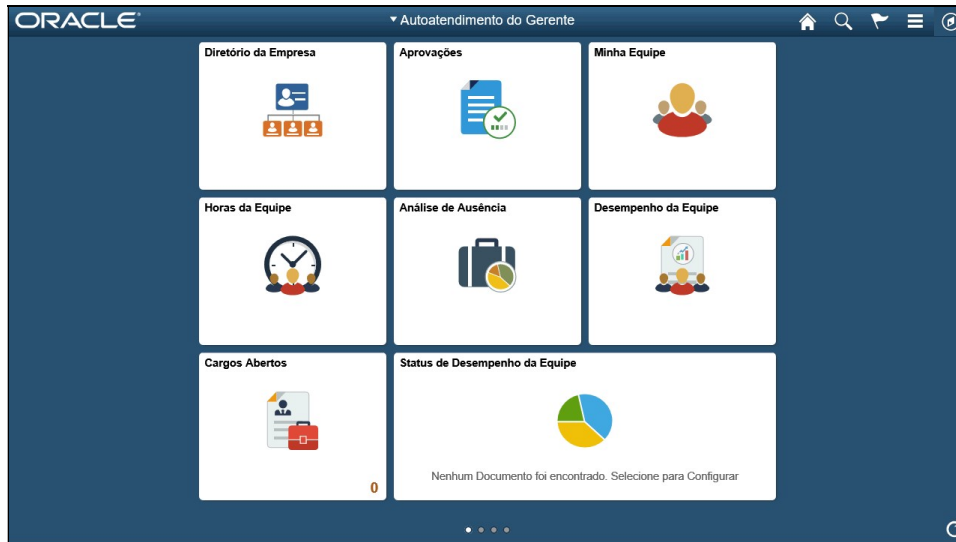 ORACLE
Autoatendimento do Gerente
Diretório da Empresa
Aprovações
Minha Equipe
Horas da Equipe
Análise de Ausência
Desempenho da Equipe
Cargos Abertos
0
Status de Desempenho da Equipe
Nenhum Documento foi encontrado. Selecione para Configurar